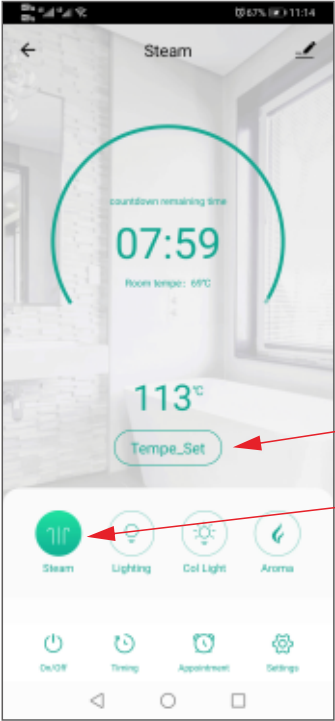 67% 11:14
Steam
countdown remaining time
07:59
Room tempe: 69°C
113°C
Tempe_Set
Steam Lighting Col Light Aroma
On/Off Timing Appointment Settings